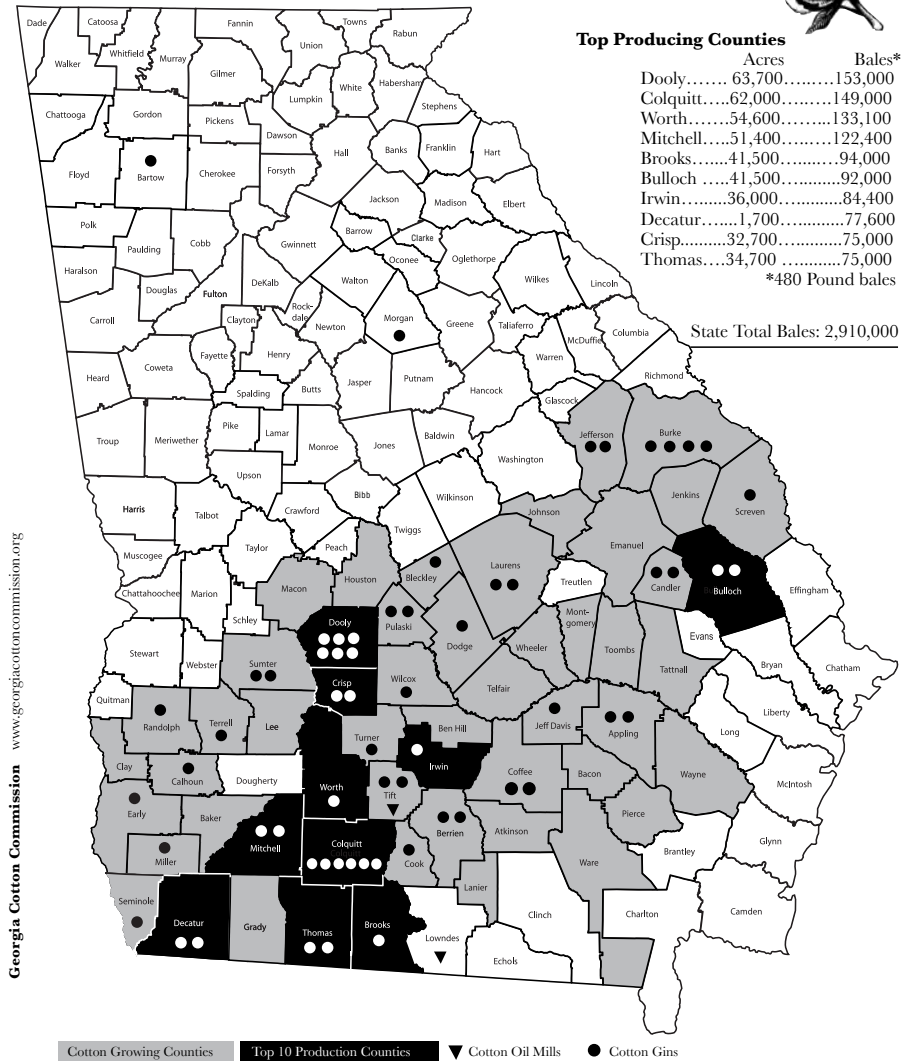 Top Producing Counties
Acres Bales*
Dooly....... 63,700.........153,000
Colquitt.....62,000.........149,000
Worth.......54,600.........133,100
Mitchell.....51,400.........122,400
Brooks.......41,500...........94,000
Bulloch .....41,500...........92,000
Irwin.........36,000...........84,400
Decatur......1,700...........77,600
Crisp..........32,700...........75,000
Thomas....34,700 ...........75,000
*480 Pound bales
State Total Bales: 2,910,000
Dade
Catoosa
Fannin
Towns
Rabun
Union
Whitfield
Murray
Walker
Gilmer
White
Habersham
Lumpkin
Stephens
Chattooga
Gordon
Pickens
Dawson
Hall
Banks
Franklin
Hart
Floyd
Bartow
Cherokee
Forsyth
Jackson
Madison
Elbert
Polk
Paulding
Cobb
Gwinnett
Barrow
Clarke
Oconee
Oglethorpe
Haralson
Douglas
Fulton
DeKalb
Walton
Wilkes
Lincoln
Carroll
Clayton
Rock-
dale
Newton
Morgan
Greene
Taliaferro
McDuffie
Columbia
Fayette
Henry
Warren
Heard
Coweta
Spalding
Butts
Jasper
Putnam
Hancock
Glascock
Richmond
Troup
Meriwether
Pike
Lamar
Monroe
Jones
Baldwin
Washington
Jefferson
Burke
Upson
Bibb
Wilkinson
Jenkins
Screven
Harris
Talbot
Crawford
Twiggs
Johnson
Emanuel
Muscogee
Taylor
Peach
Houston
Bleckley
Laurens
Treutlen
Candler
Bulloch
Effingham
Chattahoochee
Marion
Macon
Schley
Dooly
Pulaski
Dodge
Mont-
gomery
Wheeler
Toombs
Evans
Tattnall
Bryan
Chatham
Stewart
Webster
Sumter
Crisp
Wilcox
Telfair
Quitman
Randolph
Terrell
Lee
Turner
Ben Hill
Jeff Davis
Appling
Long
Liberty
Clay
Calhoun
Dougherty
Worth
Irwin
Tift
Coffee
Bacon
Wayne
McIntosh
Early
Baker
Mitchell
Colquitt
Berrien
Atkinson
Pierce
Miller
Cook
Ware
Brantley
Glynn
Seminole
Decatur
Grady
Thomas
Brooks
Lanier
Lowndes
Clinch
Echols
Charlton
Camden
Georgia Cotton Commission www.georgiacottoncommission.org
Cotton Growing Counties Top 10 Production Counties Cotton Oil Mills Cotton Gins